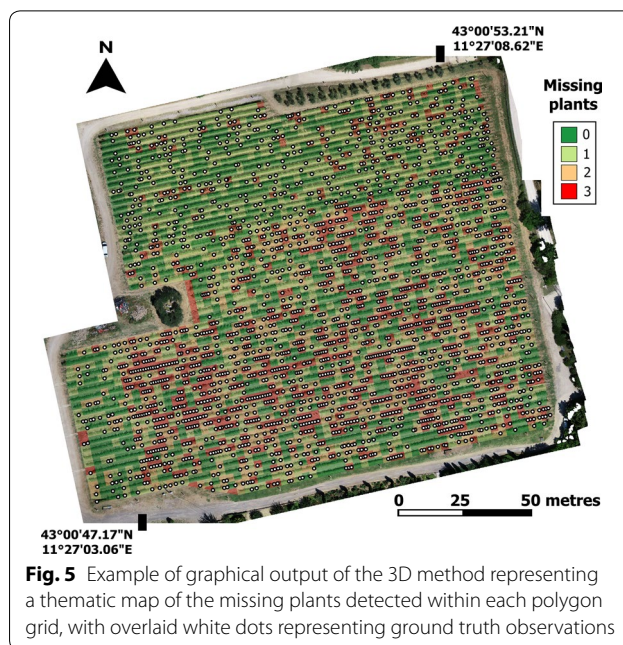 N
43°00'53.21"N
11°27'08.62"E
Missing
plants
0
1
2
3
0 25 50 metres
43°00'47.17"N
11°27'03.06"E
Fig. 5 Example of graphical output of the 3D method representing
a thematic map of the missing plants detected within each polygon
grid, with overlaid white dots representing ground truth observations